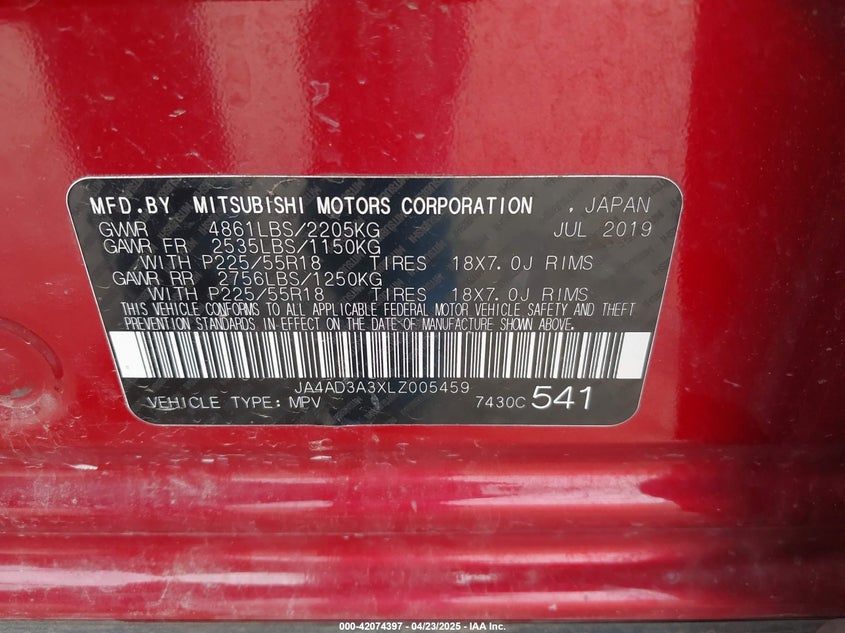 MFD.BY MITSUBISHI MOTORS CORPORATION , JAPAN
GVWR 4861LBS/2205KG JUL 2019
GAWR FR 2535LBS/1150KG
WITH P225/55R18 TIRES 18X7.0J RIMS
GAWR RR 2756LBS/1250KG
WITH P225/55R18 TIRES 18X7.0J RIMS
THIS VEHICLE CONFORMS TO ALL APPLICABLE FEDERAL MOTOR VEHICLE SAFETY AND THEFT
PREVENTION STANDARDS IN EFFECT ON THE DATE OF MANUFACTURE SHOWN ABOVE.
JA4AD3A3XLZ005459
VEHICLE TYPE: MPV 7430C 541
000-42074397 - 04/23/2025 - IAA Inc.